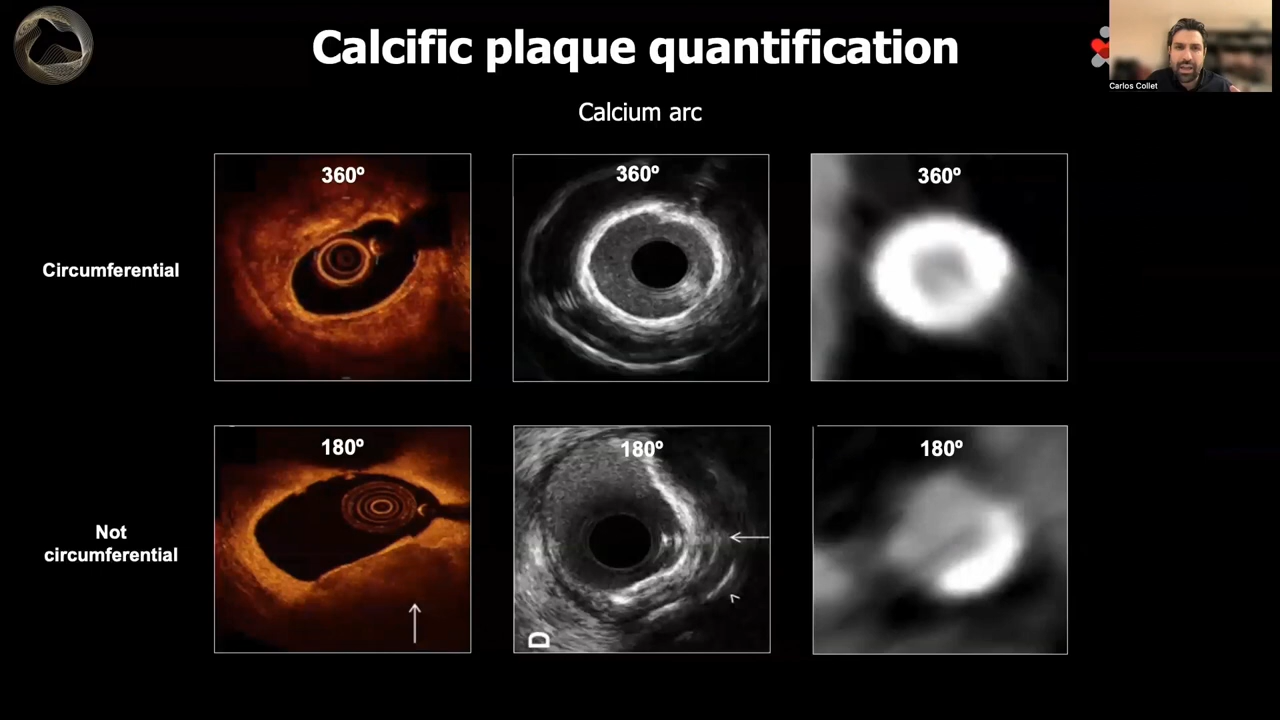 Calcific plaque quantification
Carlos Collet
Calcium arc
360º
360º
360º
Circumferential
180º
180º
180º
Not
circumferential
D